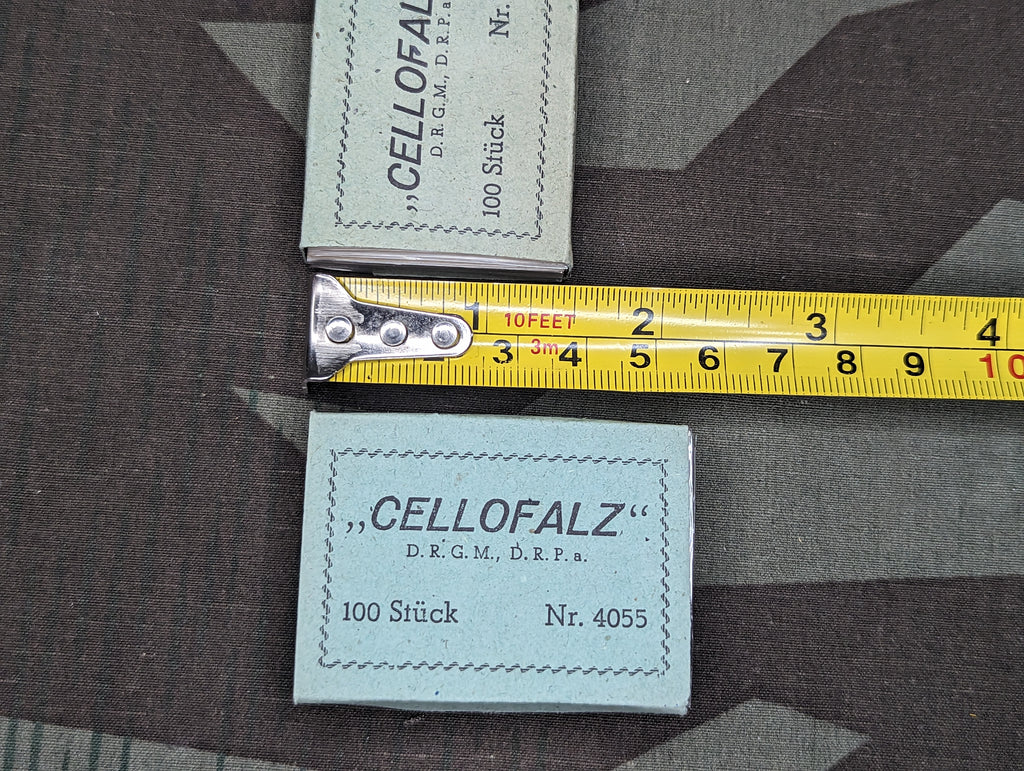 „CELLOFAL
D. R. G. M., D. R. P. a
100 Stück Nr.
1 10FEET 2 3 4
3m 3 4 5 6 7 8 9 10
„CELLOFALZ“
D. R. G. M., D. R. P. a.
100 Stück Nr. 4055